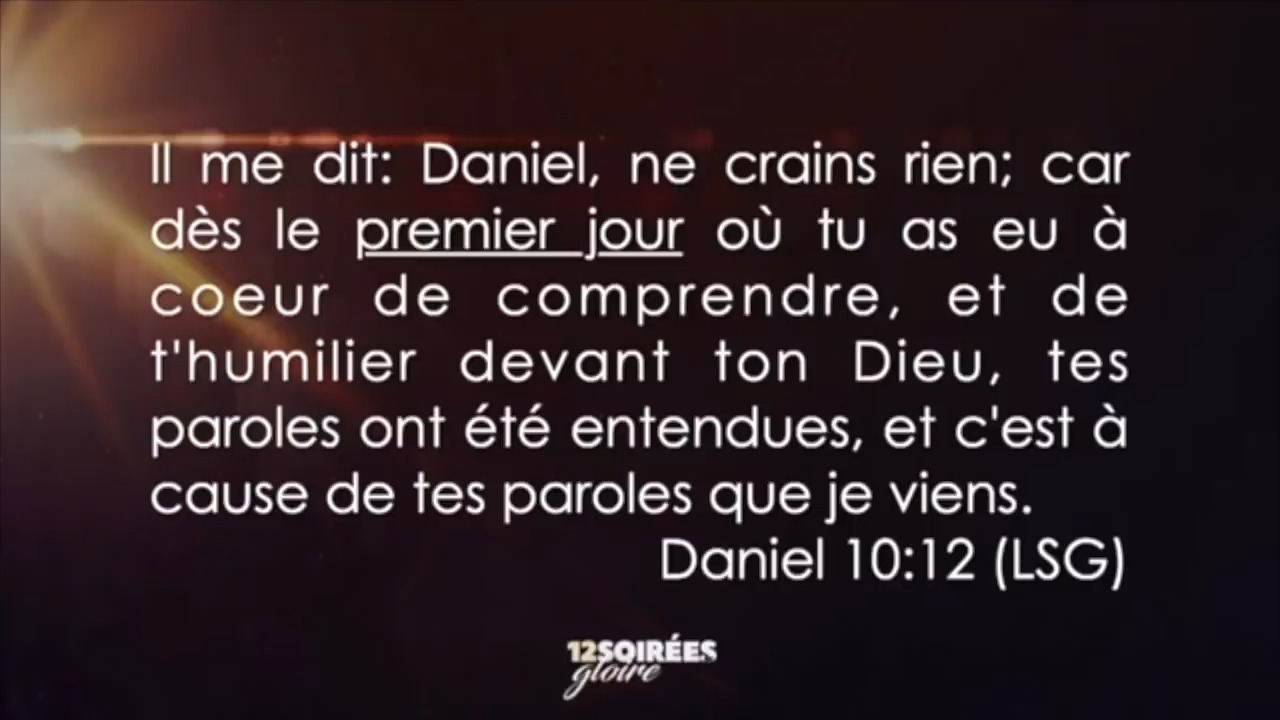 Il me dit: Daniel, ne crains rien; car
dès le premier jour où tu as eu à
coeur de comprendre, et de
t'humilier devant ton Dieu, tes
paroles ont été entendues, et c'est à
cause de tes paroles que je viens.
Daniel 10:12 (LSG)
12SOIRÉES
gloire